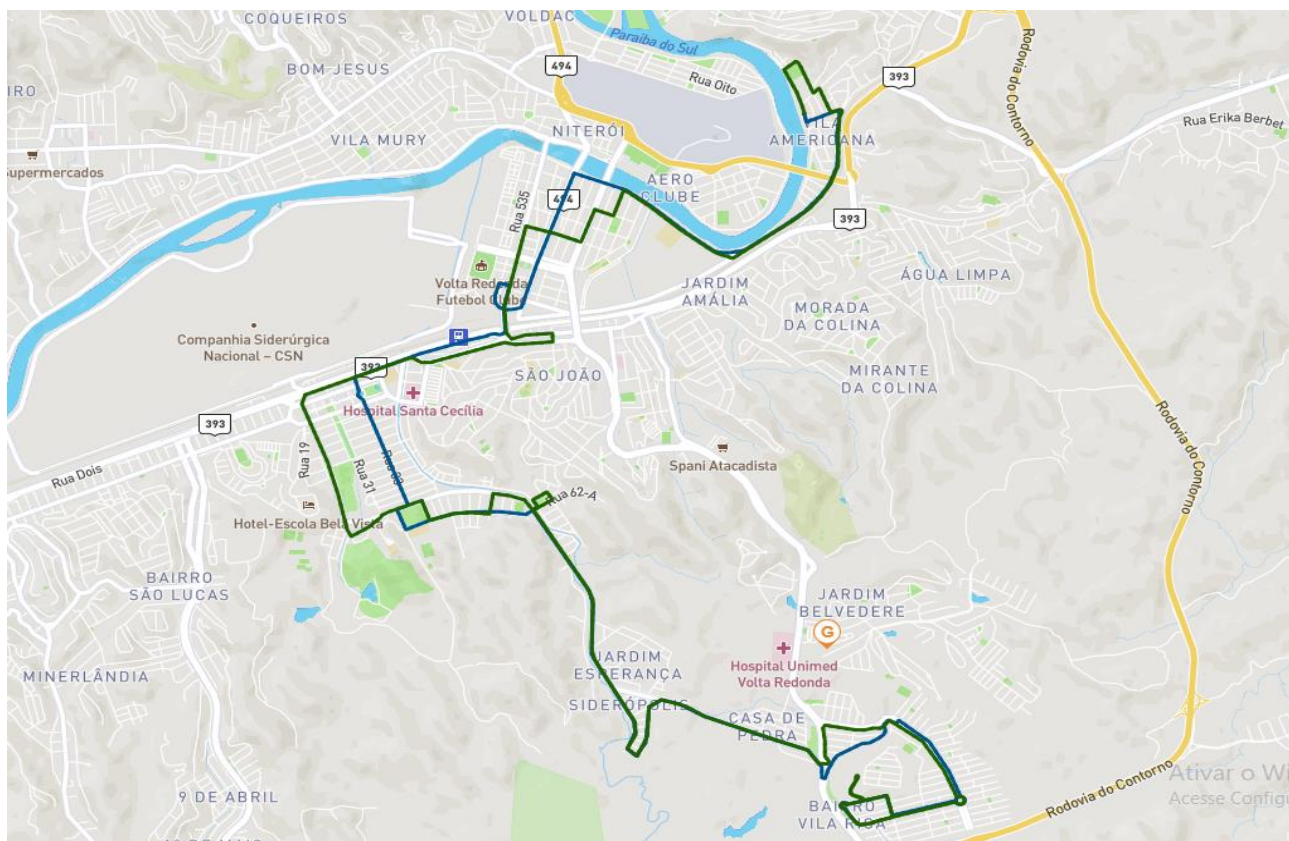 COQUEIROS
VOLDAC
Paraíba do Sul
BOM JESUS
494
Rua Oito
393
Rodovia do Contorno
IRO
VILA MURY
NITERÓI
VILA
AMERICANA
Rua Erika Berbet
Supermercados
AERO
CLUBE
494
Rua 535
393
ÁGUA LIMPA
Volta Redonda
Futebol Clube
JARDIM
AMÁLIA
MORADA
DA COLINA
Companhia Siderúrgica
Nacional – CSN
393
SÃO JOÃO
MIRANTE
DA COLINA
Hospital Santa Cecília
393
Rodovia do Contorno
Rua Dois
Rua 19
Rua 31
Spani Atacadista
Rua 62-A
Hotel-Escola Bela Vista
BAIRRO
SÃO LUCAS
JARDIM
BELVEDERE
G
MINERLÂNDIA
JARDIM
ESPERANÇA
Hospital Unimed
Volta Redonda
SIDERÓPOLIS
CASA DE
PEDRA
9 DE ABRIL
BAIRRO
VILA RICA
Rodovia do Contorno
Ativar o Wi
Acesse Configu